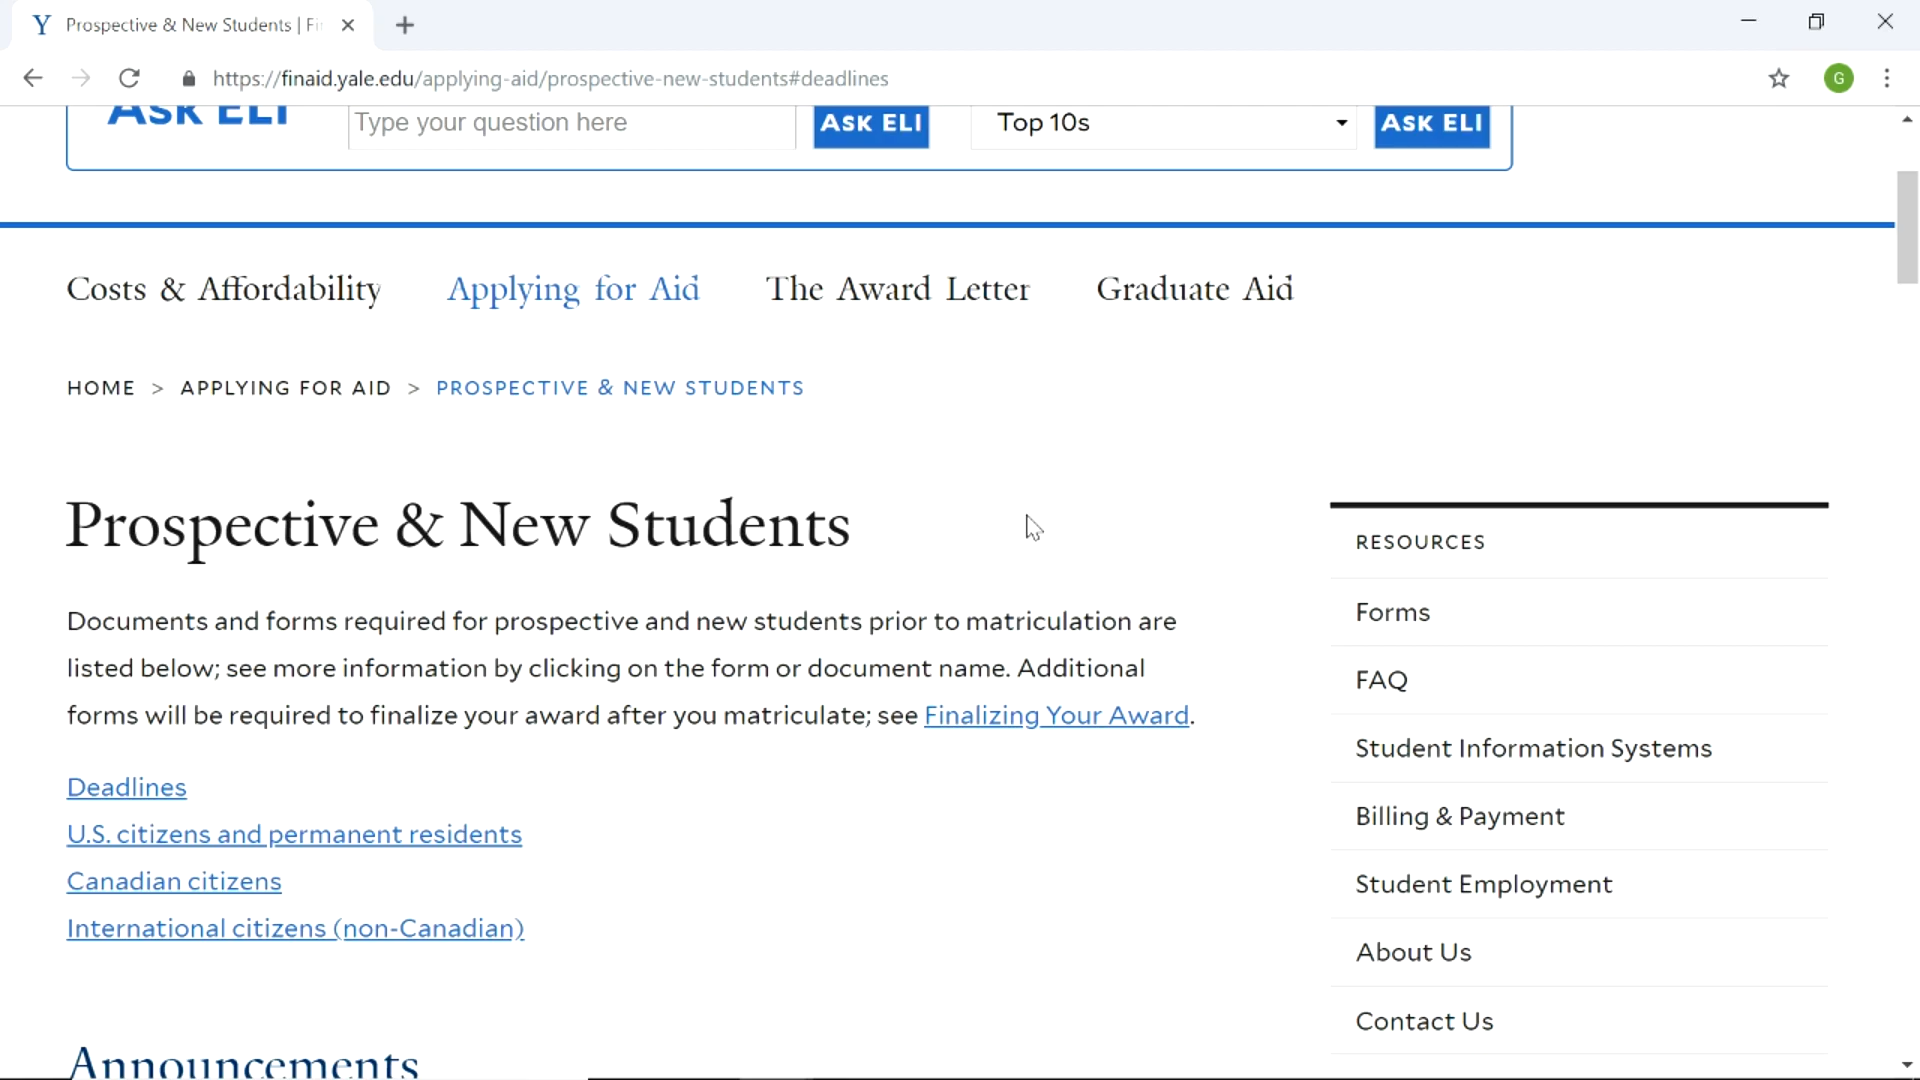 Prospective & New Students | Fi
https://finaid.yale.edu/applying-aid/prospective-new-students#deadlines
G
ASK ELI
Type your question here
ASK ELI
Top 10s
ASK ELI
Costs & Affordability
Applying for Aid
The Award Letter
Graduate Aid
HOME > APPLYING FOR AID > PROSPECTIVE & NEW STUDENTS
Prospective & New Students
Documents and forms required for prospective and new students prior to matriculation are
listed below; see more information by clicking on the form or document name. Additional
forms will be required to finalize your award after you matriculate; see Finalizing Your Award.
Deadlines
U.S. citizens and permanent residents
Canadian citizens
International citizens (non-Canadian)
Announcements
RESOURCES
Forms
FAQ
Student Information Systems
Billing & Payment
Student Employment
About Us
Contact Us